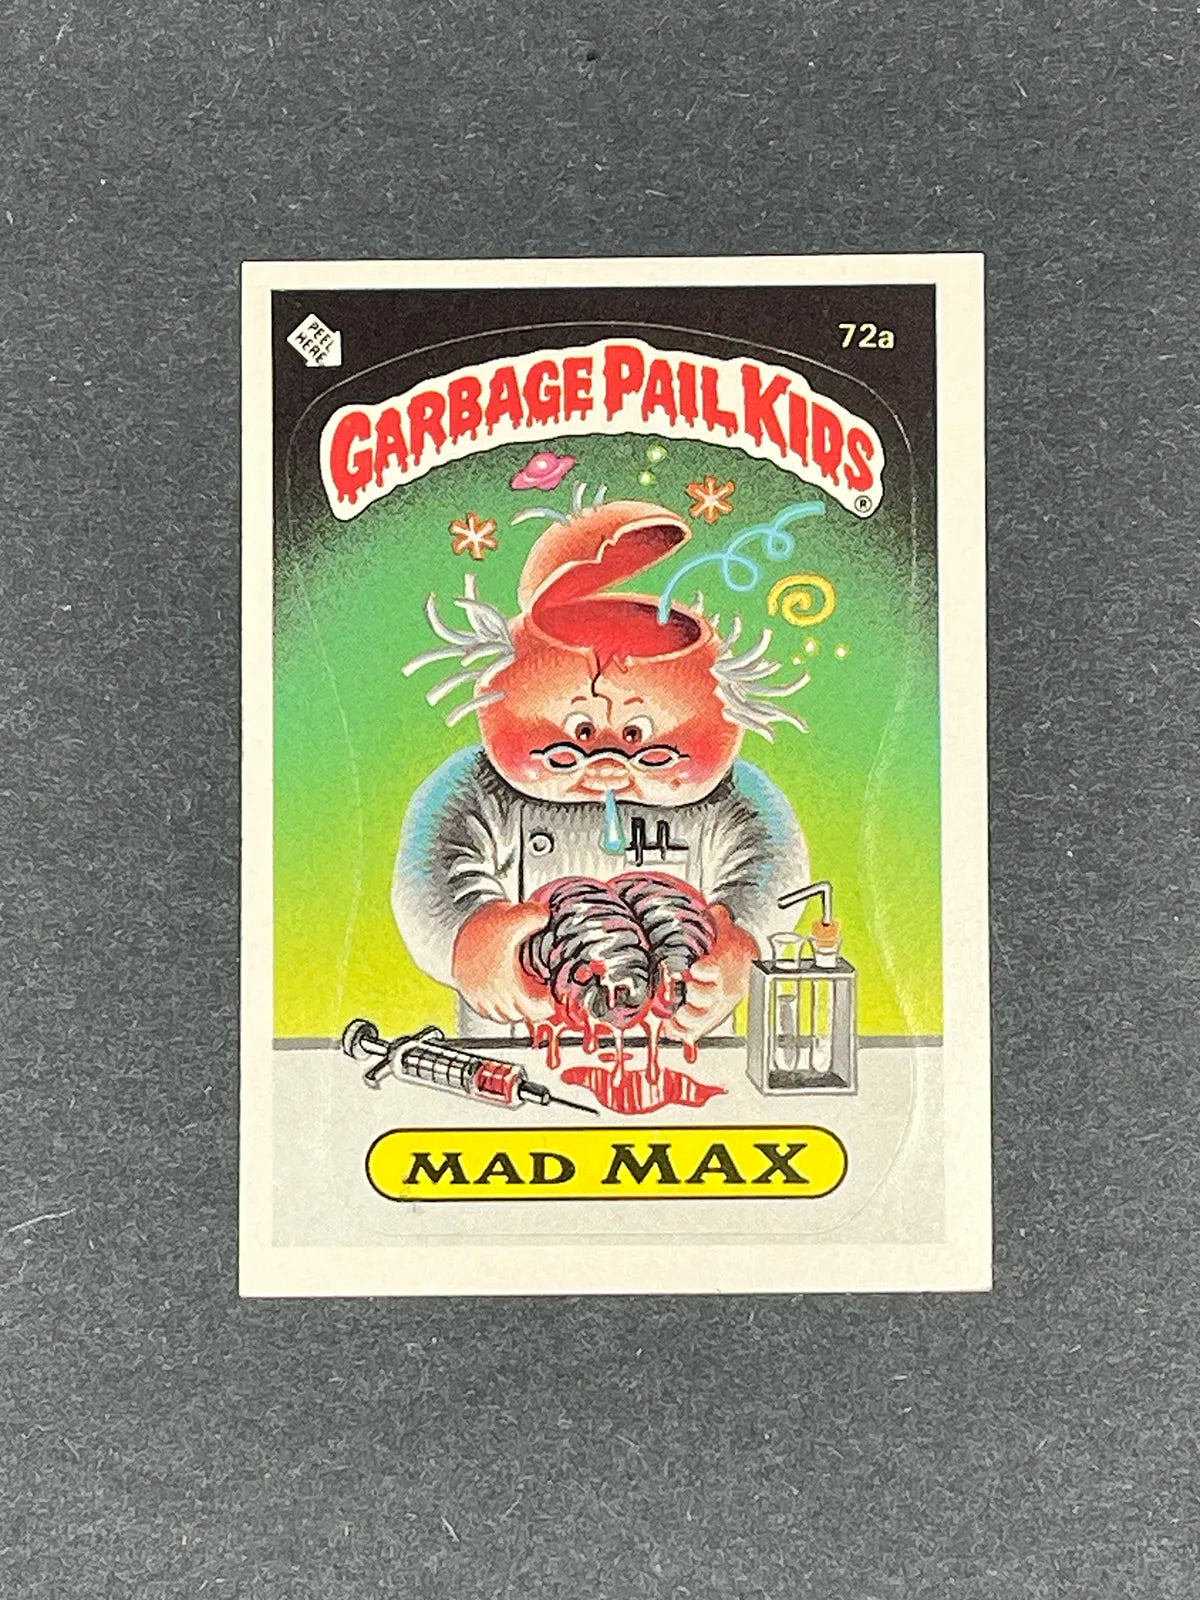 PEEL
HERE
72a
GARBAGE PAIL KIDS
®
MAD MAX